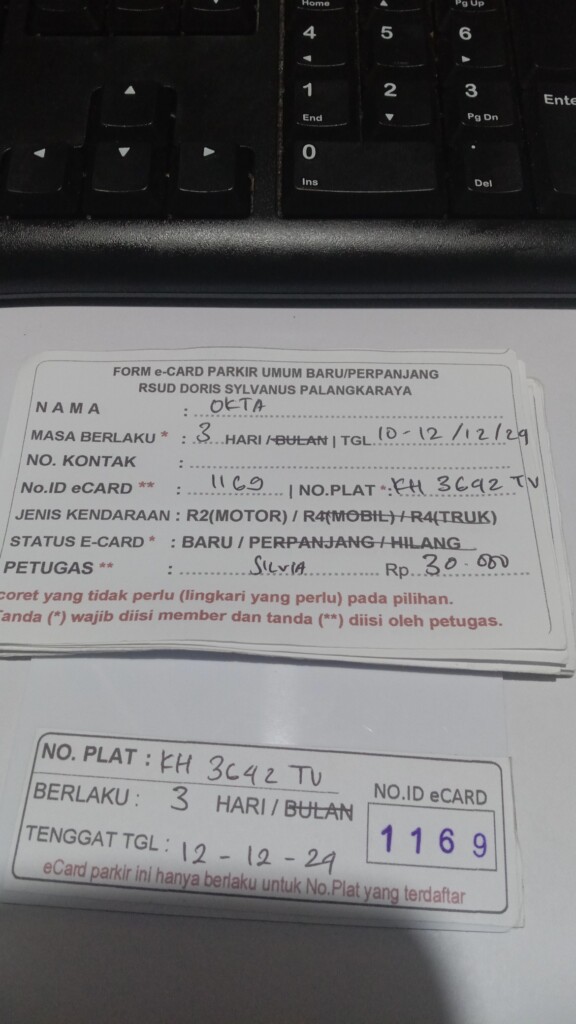 Home
Pg Up
4
5
6
1
2
3
End
Pg Dn
Ente
0
.
Ins
Del
FORM e-CARD PARKIR UMUM BARU/PERPANJANG
RSUD DORIS SYLVANUS PALANGKARAYA
NAMA : OKTA
MASA BERLAKU * : 3 HARI / BULAN | TGL 10-12 /12/24
NO. KONTAK :
No.ID eCARD ** : 1169 | NO.PLAT *: KH 3692 TV
JENIS KENDARAAN : R2(MOTOR) / R4(MOBIL) / R4(TRUK)
STATUS E-CARD * : BARU / PERPANJANG / HILANG
PETUGAS ** : SILVIA Rp 30.000
coret yang tidak perlu (lingkari yang perlu) pada pilihan.
Tanda (*) wajib diisi member dan tanda (**) diisi oleh petugas.
NO. PLAT : KH 3692 TV
BERLAKU : 3 HARI / BULAN
NO.ID eCARD
1169
TENGGAT TGL : 12-12-24
eCard parkir ini hanya berlaku untuk No.Plat yang terdaftar